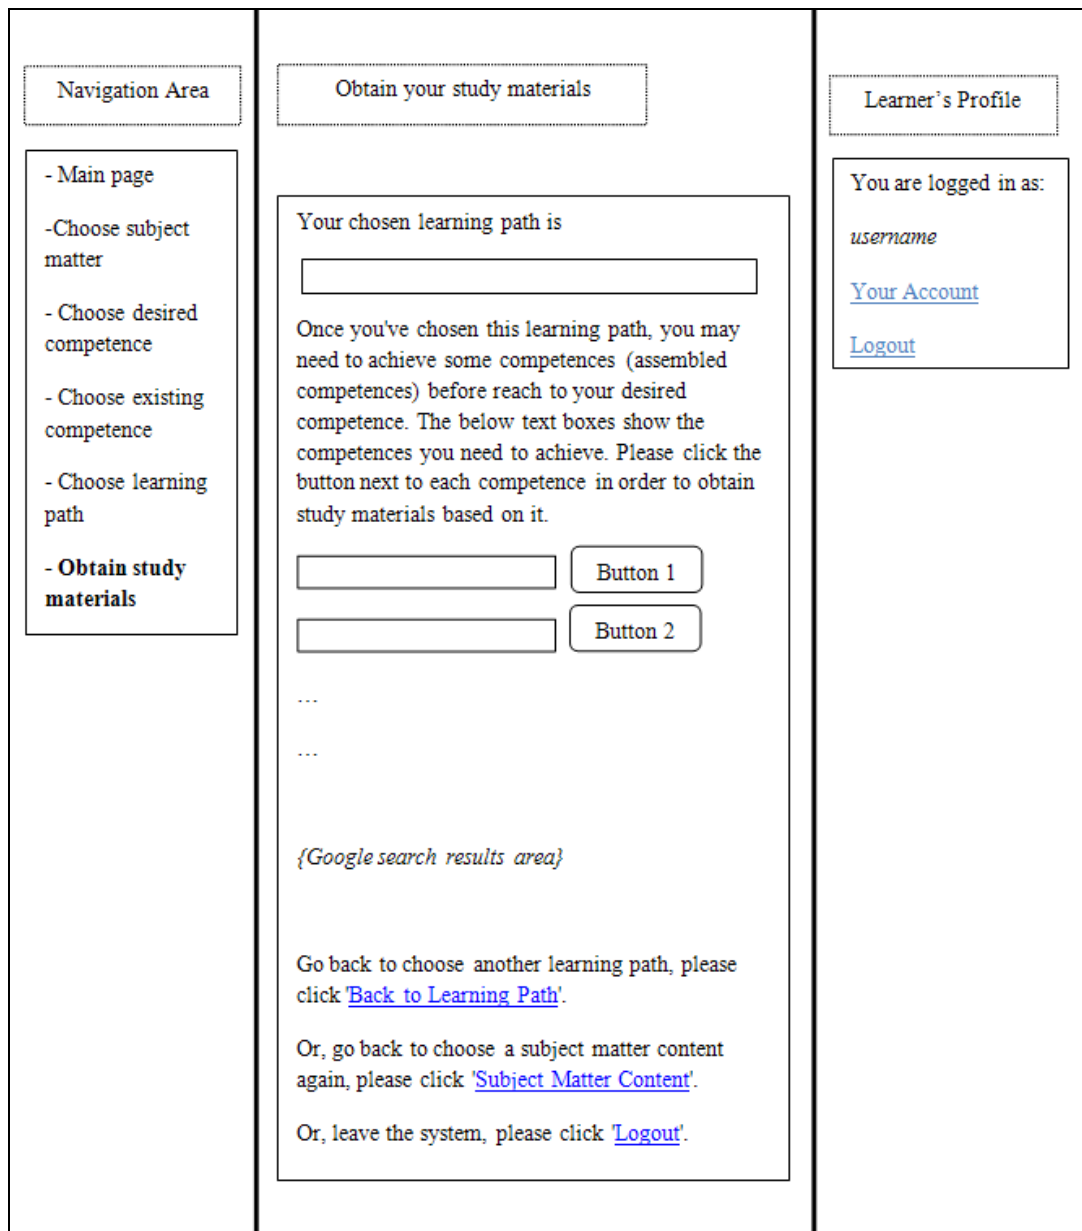 Navigation Area
- Main page
-Choose subject
matter
- Choose desired
competence
- Choose existing
competence
- Choose learning
path
- Obtain study
materials
Obtain your study materials
Your chosen learning path is
Once you've chosen this learning path, you may
need to achieve some competences (assembled
competences) before reach to your desired
competence. The below text boxes show the
competences you need to achieve. Please click the
button next to each competence in order to obtain
study materials based on it.
Button 1
Button 2
…
…
{Google search results area}
Go back to choose another learning path, please
click 'Back to Learning Path'.
Or, go back to choose a subject matter content
again, please click 'Subject Matter Content'.
Or, leave the system, please click 'Logout'.
Learner’s Profile
You are logged in as:
username
Your Account
Logout